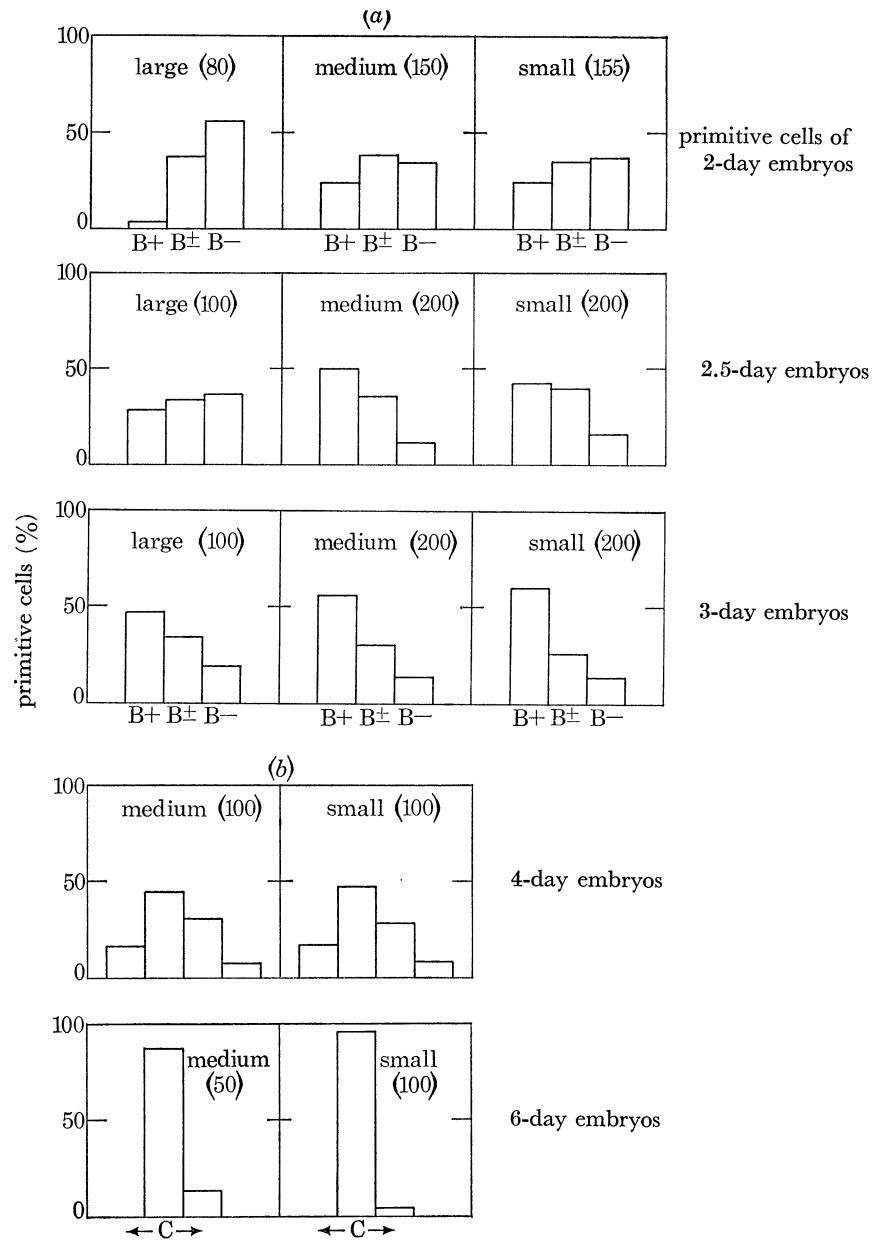 (a)
100
50
0
large (80)
medium (150)
small (155)
primitive cells of
2-day embryos
B+ B± B−
B+ B± B−
B+ B± B−
100
50
0
large (100)
medium (200)
small (200)
2.5-day embryos
primitive cells (%)
100
50
0
large (100)
medium (200)
small (200)
3-day embryos
B+ B± B−
B+ B± B−
B+ B± B−
(b)
100
50
0
medium (100)
small (100)
4-day embryos
100
50
0
medium
(50)
small
(100)
6-day embryos
←C→
←C→